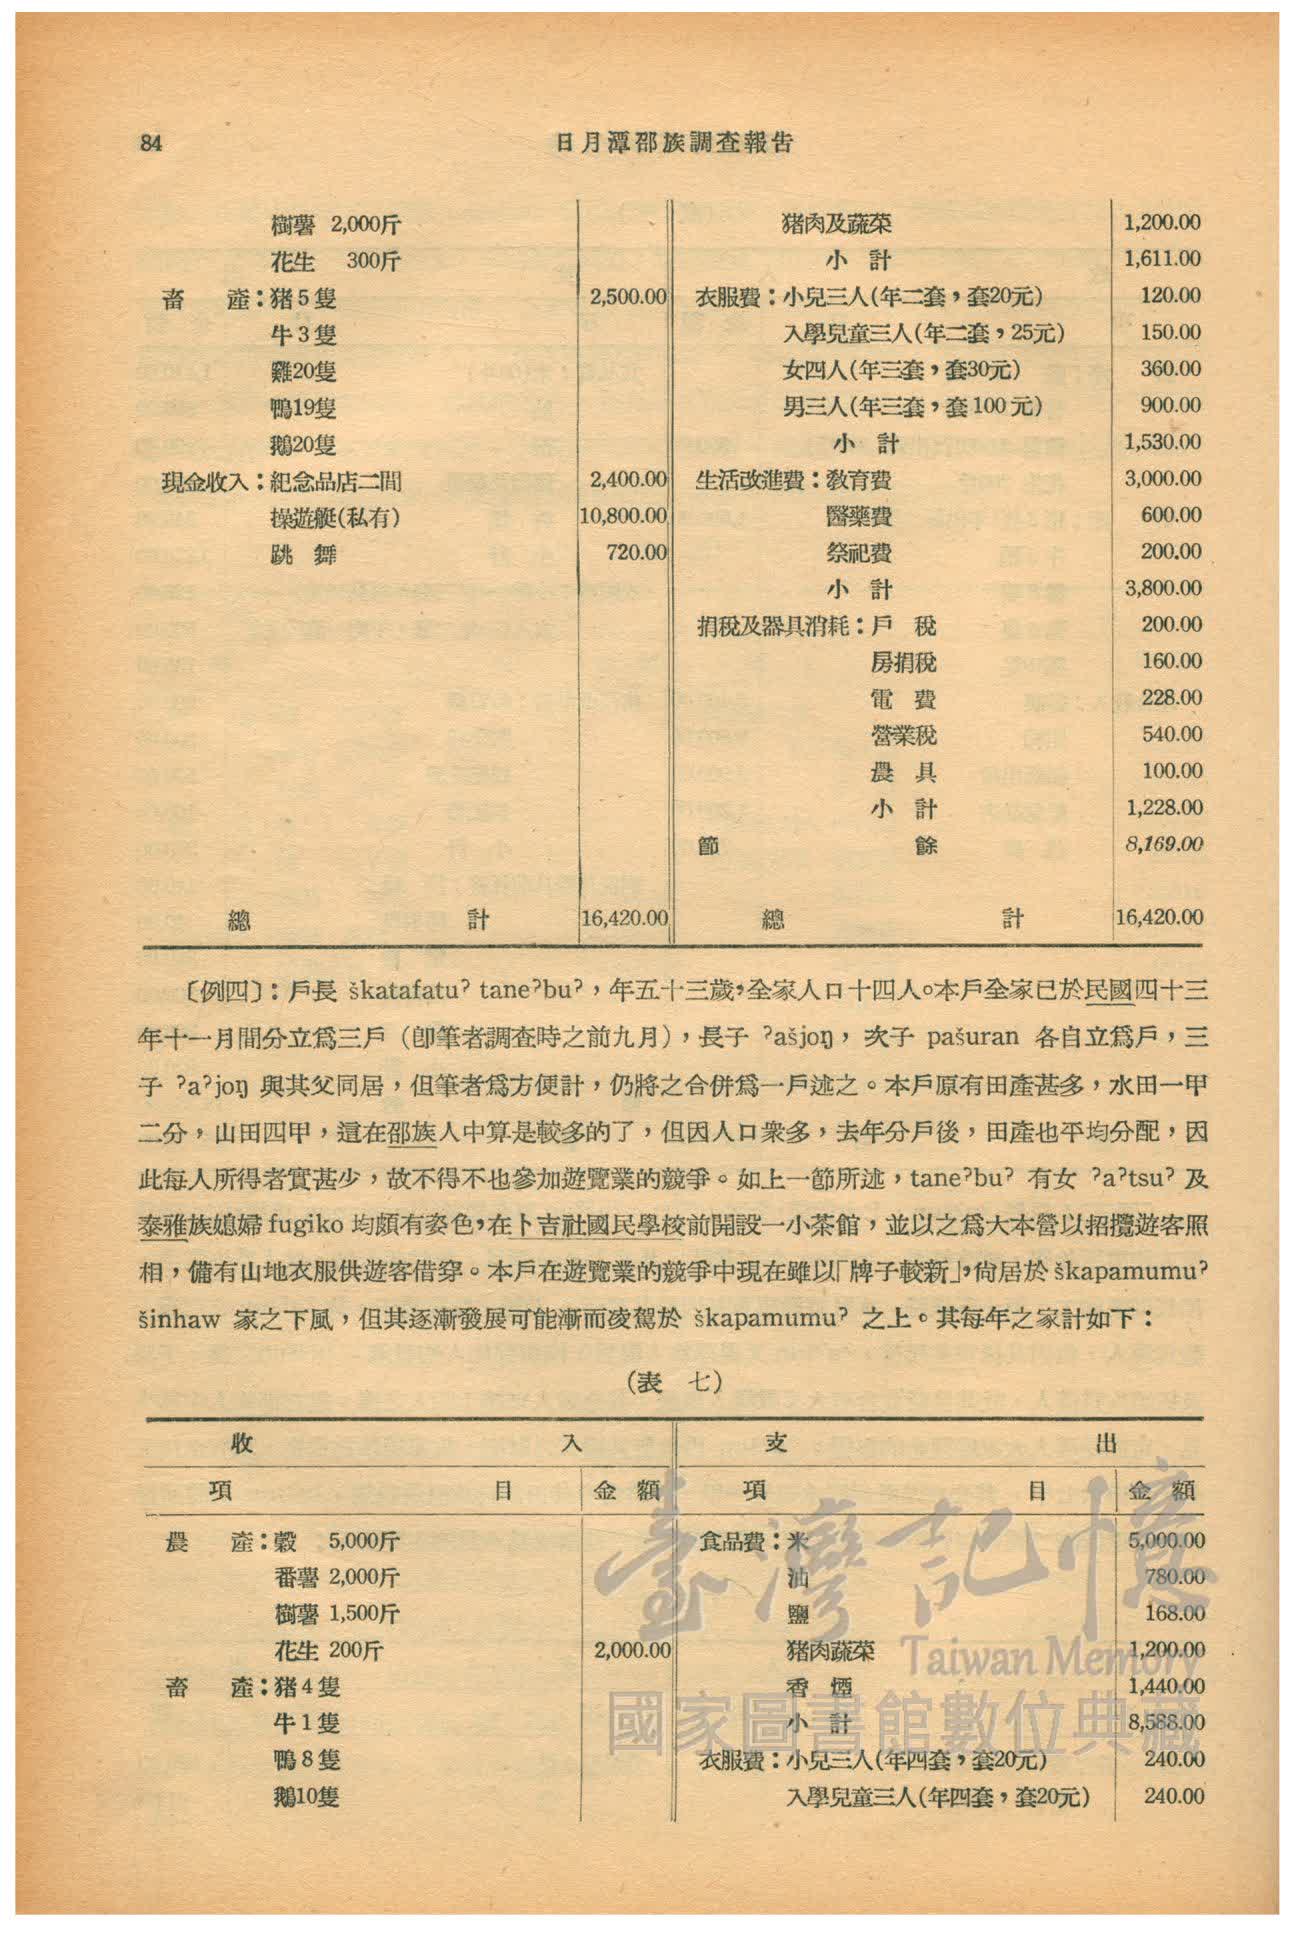 84
日月潭邵族調查報告
樹薯 2,000斤 猪肉及蔬菜 1,200.00
花生 300斤 小計 1,611.00
畜產：猪5隻 2,500.00 衣服費：小兒三人(年二套，套20元) 120.00
牛3隻 入學兒童三人(年二套，25元) 150.00
雞20隻 女四人(年三套，套30元) 360.00
鴨19隻 男三人(年三套，套100元) 900.00
鵝20隻 小計 1,530.00
現金收入：紀念品店二間 2,400.00 生活改進費：敎育費 3,000.00
操遊艇(私有) 10,800.00 醫藥費 600.00
跳舞 720.00 祭祀費 200.00
小計 3,800.00
捐稅及器具消耗：戶稅 200.00
房捐稅 160.00
電費 228.00
營業稅 540.00
農具 100.00
小計 1,228.00
節餘 8,169.00
總計 16,420.00 總計 16,420.00
〔例四〕：戶長 škatafatuʔ taneʔbuʔ，年五十三歲，全家人口十四人。本戶全家已於民國四十三
年十一月間分立爲三戶（卽筆者調查時之前九月），長子 ʔašjoŋ，次子 pašuran 各自立爲戶，三
子 ʔaʔjoŋ 與其父同居，但筆者爲方便計，仍將之合併爲一戶述之。本戶原有田產甚多，水田一甲
二分，山田四甲，這在邵族人中算是較多的了，但因人口衆多，去年分戶後，田產也平均分配，因
此每人所得者實甚少，故不得不也參加遊覽業的競爭。如上一節所述，taneʔbuʔ 有女 ʔaʔtsuʔ 及
泰雅族媳婦 fugiko 均頗有姿色，在卜吉社國民學校前開設一小茶館，並以之爲大本營以招攬遊客照
相，備有山地衣服供遊客借穿。本戶在遊覽業的競爭中現在雖以「牌子較新」，尙居於 škapamumuʔ
šinhaw 家之下風，但其逐漸發展可能漸而凌駕於 škapamumuʔ 之上。其每年之家計如下：
（表七）
收入 支出
項目 金額 項目 金額
農產：穀 5,000斤 食品費：米 5,000.00
番薯 2,000斤 油 780.00
樹薯 1,500斤 鹽 168.00
花生 200斤 2,000.00 猪肉蔬菜 1,200.00
畜產：猪4隻 香煙 1,440.00
牛1隻 小計 8,588.00
鴨8隻 衣服費：小兒三人(年四套，套20元) 240.00
鵝10隻 入學兒童三人(年四套，套20元) 240.00
臺灣記憶
Taiwan Memory
國家圖書館數位典藏